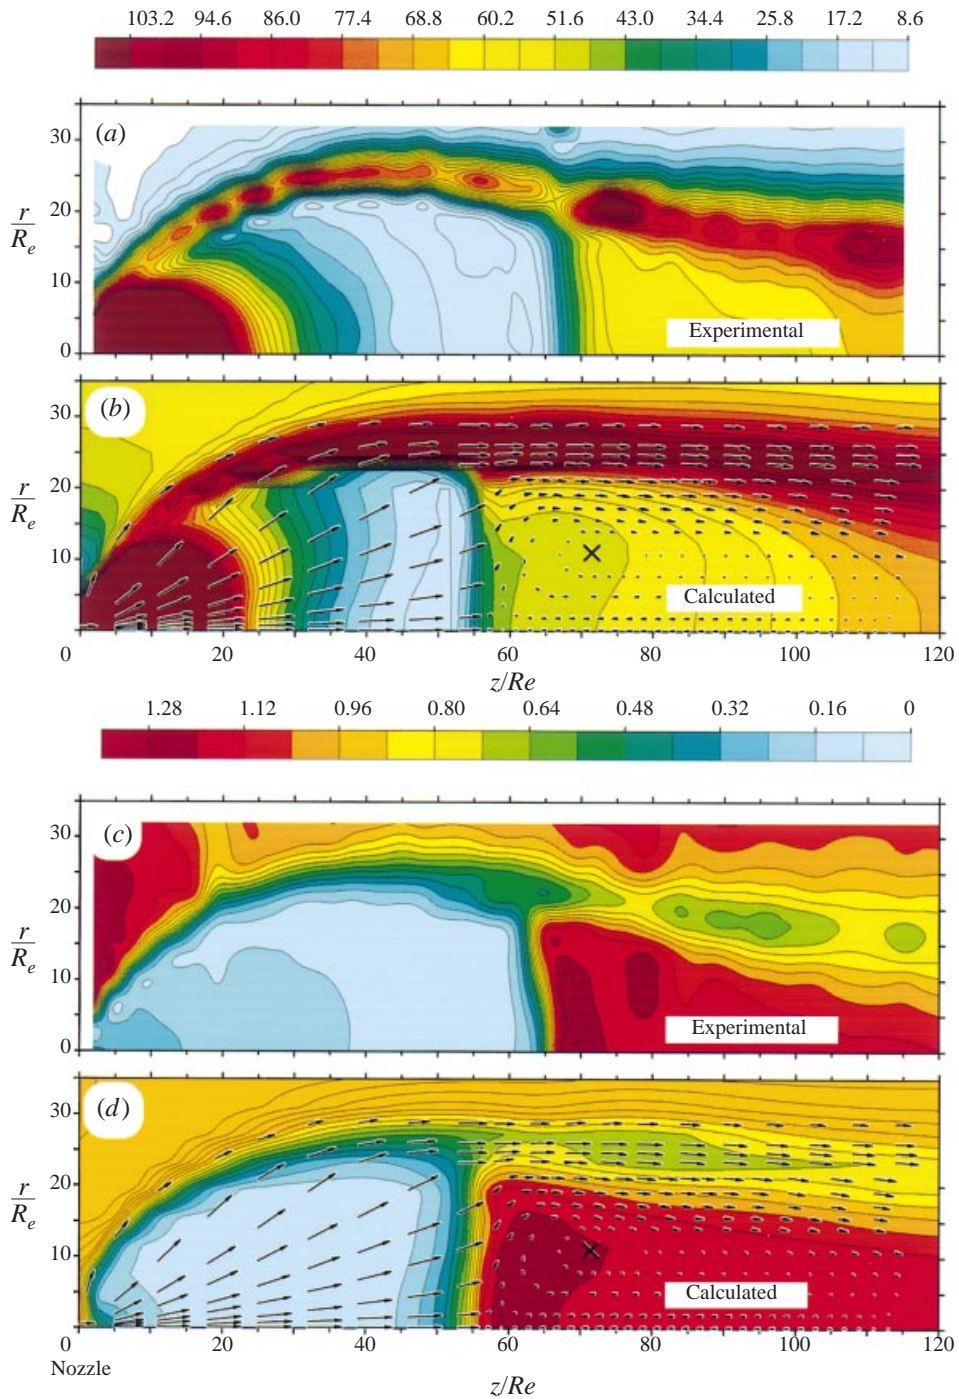 103.2 94.6 86.0 77.4 68.8 60.2 51.6 43.0 34.4 25.8 17.2 8.6
(a)
30
20
r
Re
10
0
Experimental
(b)
30
20
r
Re
10
0
Calculated
0 20 40 60 80 100 120
z/Re
1.28 1.12 0.96 0.80 0.64 0.48 0.32 0.16 0
(c)
30
20
r
Re
10
0
Experimental
(d)
30
20
r
Re
10
Calculated
0 20 40 60 80 100 120
Nozzle
z/Re